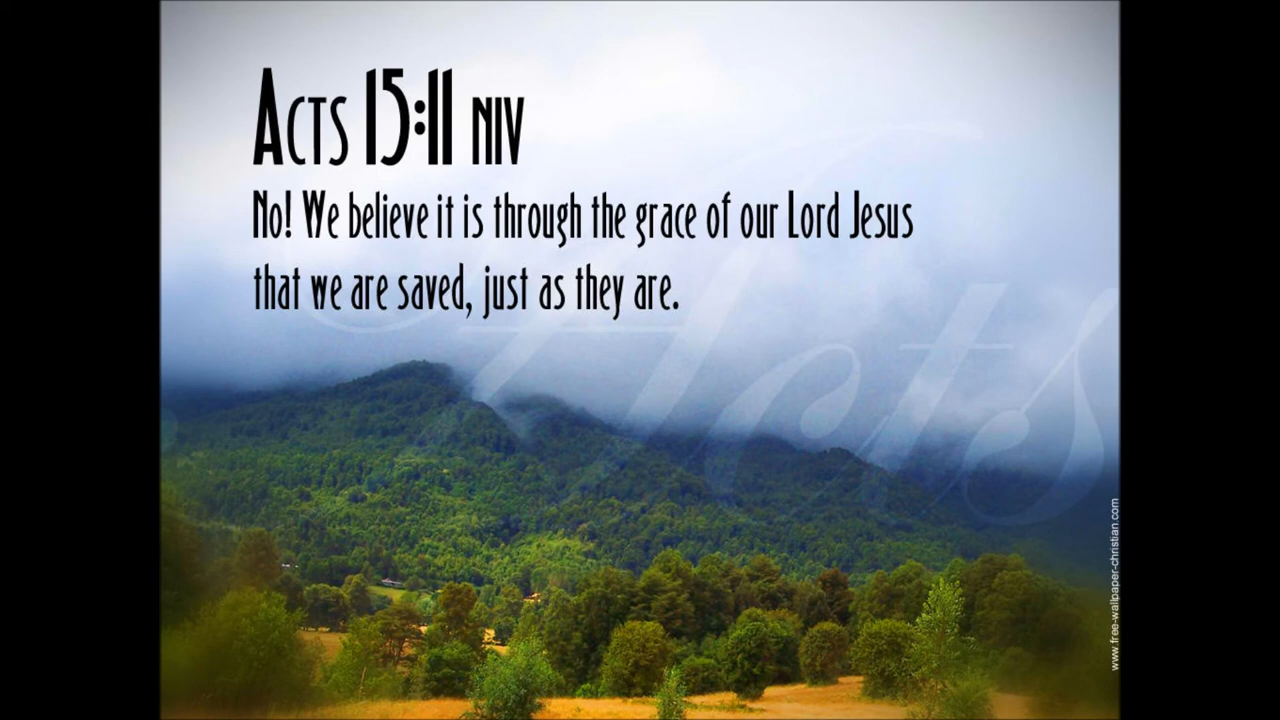 Acts 15:11 NIV
No! We believe it is through the grace of our Lord Jesus
that we are saved, just as they are.
Acts
www.free-wallpaper-christian.com